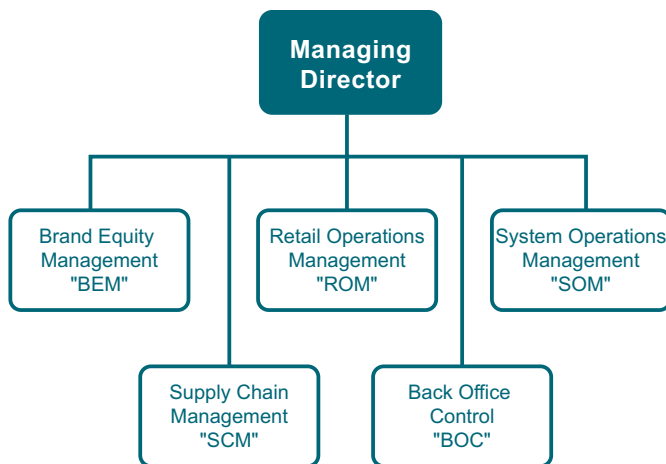 Managing
Director
Brand Equity
Management
"BEM"
Retail Operations
Management
"ROM"
System Operations
Management
"SOM"
Supply Chain
Management
"SCM"
Back Office
Control
"BOC"